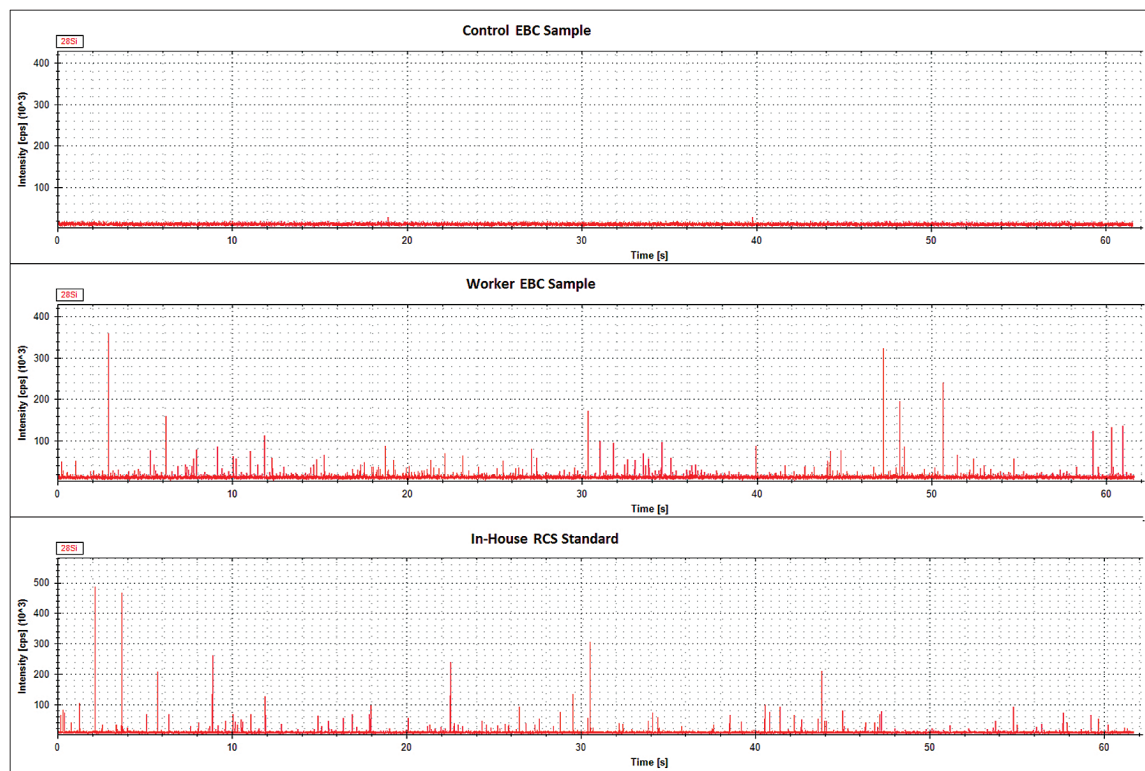 Control EBC Sample
28Si
Intensity [cps] (10^3)
400
300
200
100
0 10 20 30 40 50 60
Time [s]
Worker EBC Sample
28Si
Intensity [cps] (10^3)
400
300
200
100
0 10 20 30 40 50 60
Time [s]
In-House RCS Standard
28Si
Intensity [cps] (10^3)
500
400
300
200
100
0 10 20 30 40 50 60
Time [s]